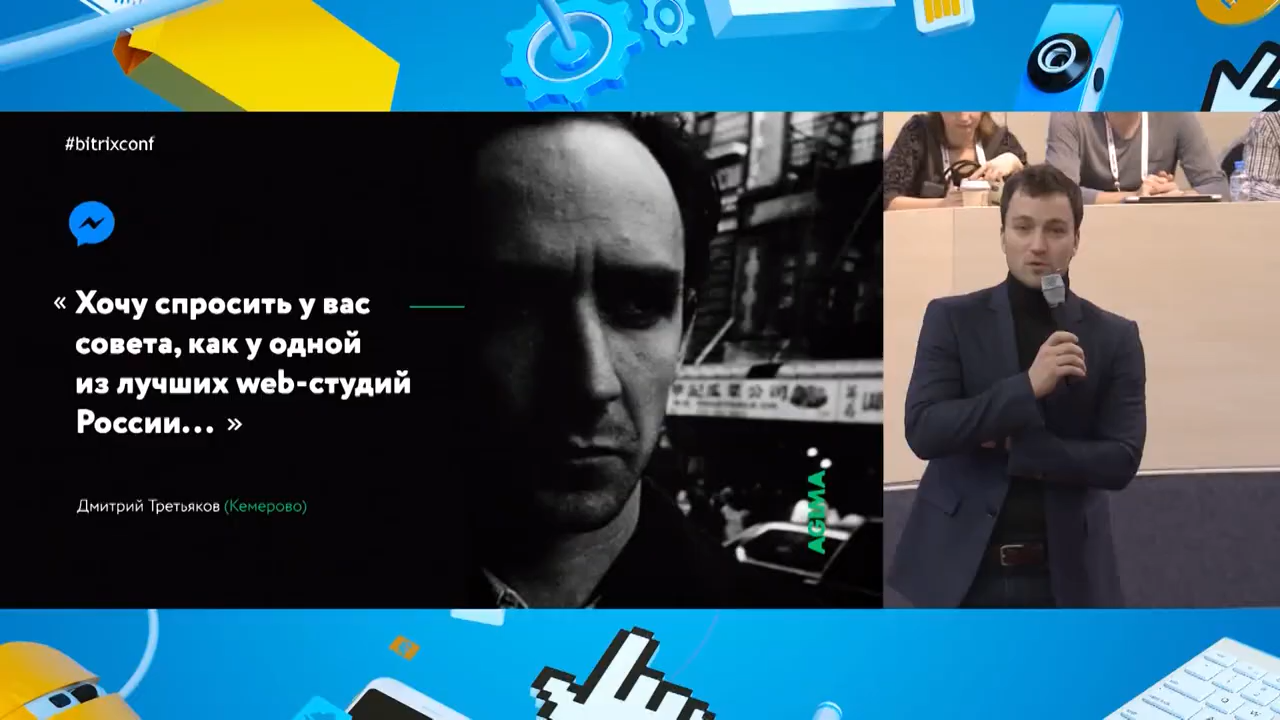 #bitrixconf
« Хочу спросить у вас
совета, как у одной
из лучших web-студий
России... »
Дмитрий Третьяков (Кемерово)
AGIMA